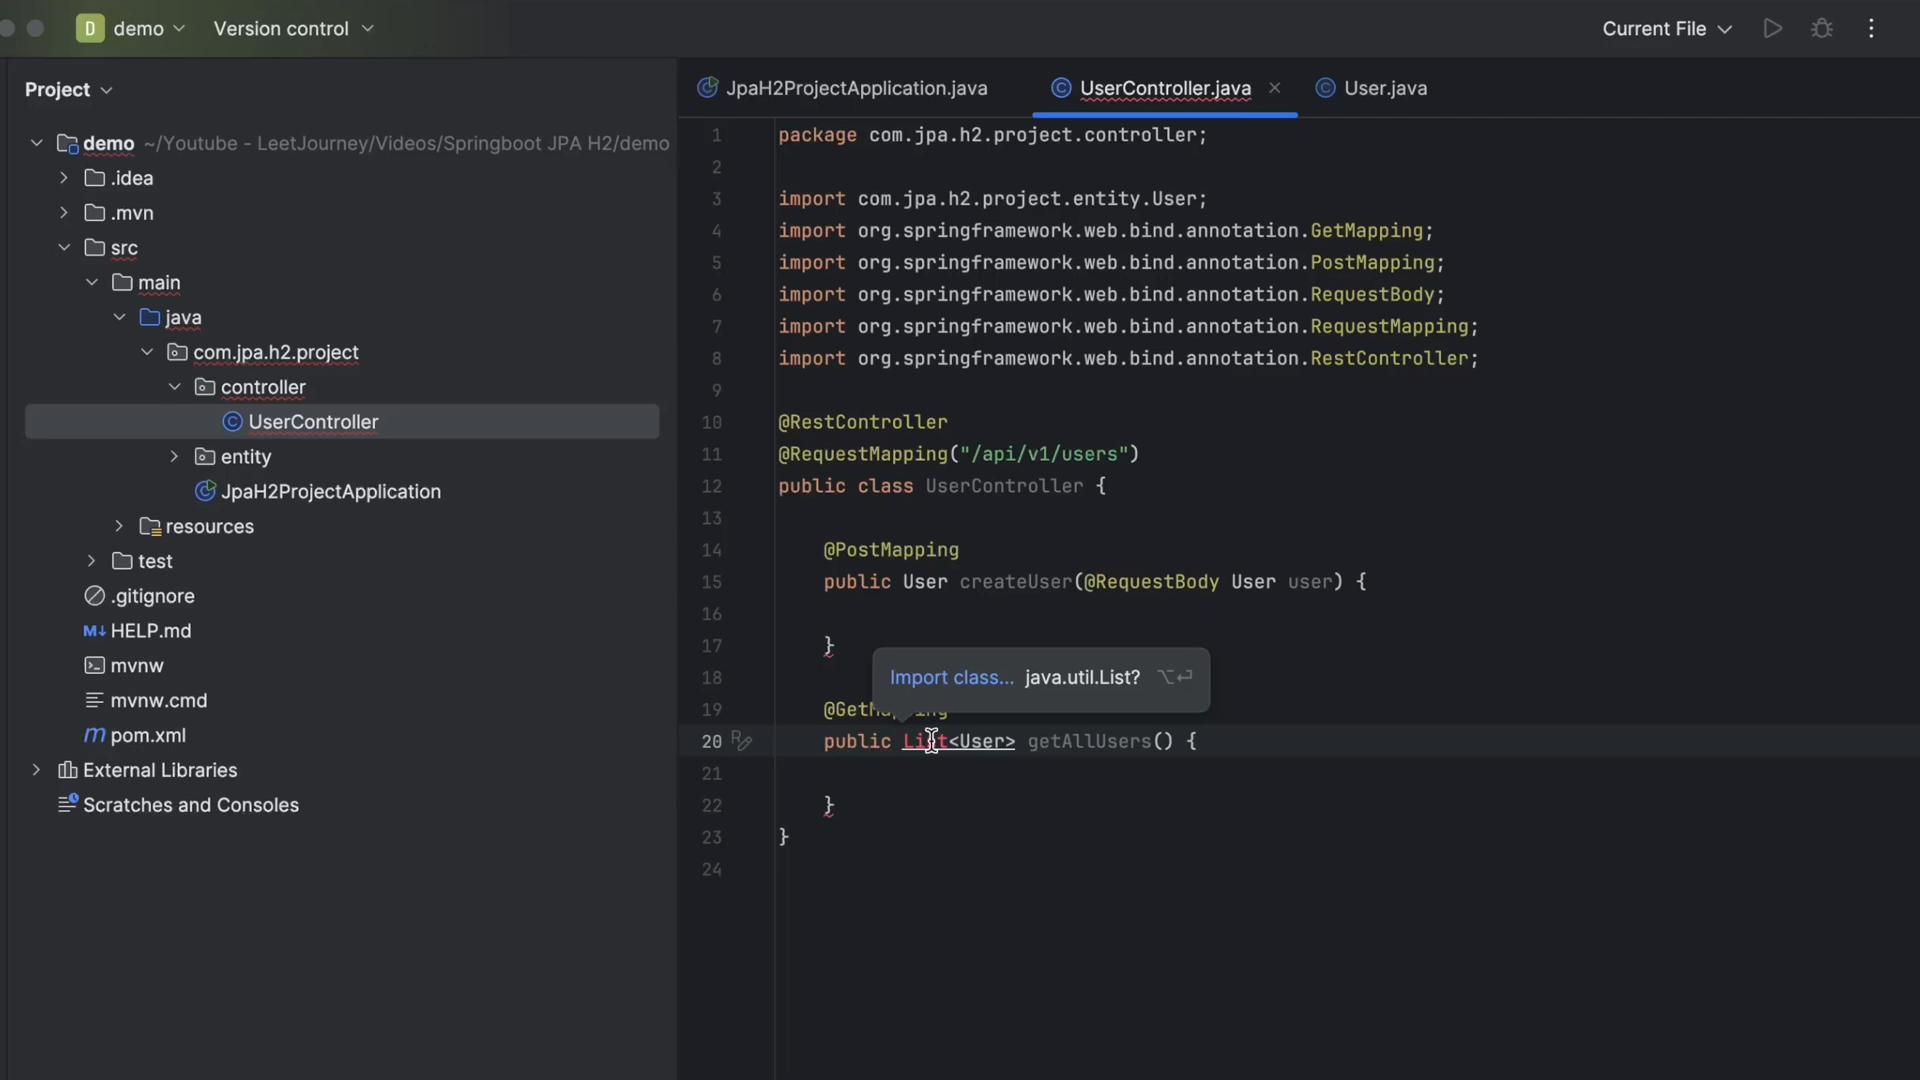 D demo Version control Current File
Project
JpaH2ProjectApplication.java UserController.java User.java
demo ~/Youtube - LeetJourney/Videos/Springboot JPA H2/demo
.idea
.mvn
src
main
java
com.jpa.h2.project
controller
UserController
entity
JpaH2ProjectApplication
resources
test
.gitignore
M↓ HELP.md
mvnw
mvnw.cmd
m pom.xml
External Libraries
Scratches and Consoles
1 package com.jpa.h2.project.controller;
2
3 import com.jpa.h2.project.entity.User;
4 import org.springframework.web.bind.annotation.GetMapping;
5 import org.springframework.web.bind.annotation.PostMapping;
6 import org.springframework.web.bind.annotation.RequestBody;
7 import org.springframework.web.bind.annotation.RequestMapping;
8 import org.springframework.web.bind.annotation.RestController;
9
10 @RestController
11 @RequestMapping("/api/v1/users")
12 public class UserController {
13
14 @PostMapping
15 public User createUser(@RequestBody User user) {
16
17 }
18
Import class... java.util.List? ⌥⏎
19 @GetMapping
20 public List<User> getAllUsers() {
21
22 }
23 }
24